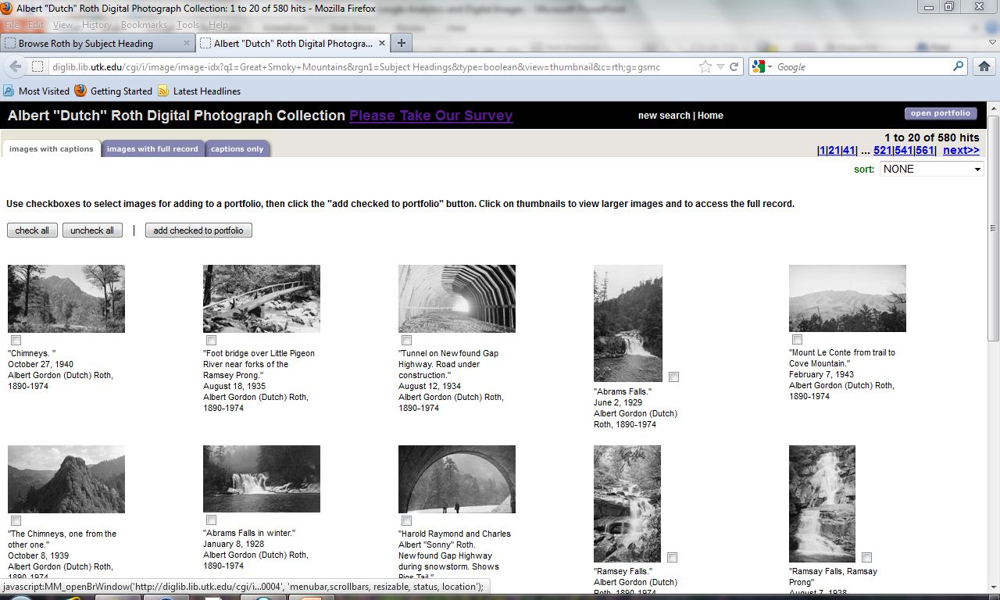 Albert "Dutch" Roth Digital Photograph Collection: 1 to 20 of 580 hits - Mozilla Firefox
File Edit View History Bookmarks Tools Help
Browse Roth by Subject Heading
Albert "Dutch" Roth Digital Photogra...
diglib.lib.utk.edu/cgi/i/image/image-idx?q1=Great+Smoky+Mountains&rgn1=Subject Headings&type=boolean&view=thumbnail&c=rth;g=gsmc
Google
Most Visited Getting Started Latest Headlines
Albert "Dutch" Roth Digital Photograph Collection Please Take Our Survey
new search | Home
open portfolio
images with captions
images with full record
captions only
1 to 20 of 580 hits
|1|21|41| ... 521|541|561| next>>
sort: NONE
Use checkboxes to select images for adding to a portfolio, then click the "add checked to portfolio" button. Click on thumbnails to view larger images and to access the full record.
check all uncheck all | add checked to portfolio
"Chimneys. "
October 27, 1940
Albert Gordon (Dutch) Roth,
1890-1974
"Foot bridge over Little Pigeon
River near forks of the
Ramsey Prong."
August 18, 1935
Albert Gordon (Dutch) Roth,
1890-1974
"Tunnel on Newfound Gap
Highway. Road under
construction."
August 12, 1934
Albert Gordon (Dutch) Roth,
1890-1974
"Abrams Falls."
June 2, 1929
Albert Gordon (Dutch)
Roth, 1890-1974
"Mount Le Conte from trail to
Cove Mountain."
February 7, 1943
Albert Gordon (Dutch) Roth,
1890-1974
"The Chimneys, one from the
other one."
October 8, 1939
Albert Gordon (Dutch) Roth,
1890-1974
"Abrams Falls in winter."
January 8, 1928
Albert Gordon (Dutch) Roth,
1890-1974
"Harold Raymond and Charles
Albert "Sonny" Roth.
Newfound Gap Highway
during snowstorm. Shows
Pigs Tail."
"Ramsey Falls."
Albert Gordon (Dutch)
Roth, 1890-1974
"Ramsay Falls, Ramsay
Prong"
August 7, 1938
javascript:MM_openBrWindow('http://diglib.lib.utk.edu/cgi/i...0004', 'menubar,scrollbars, resizable, status, location');